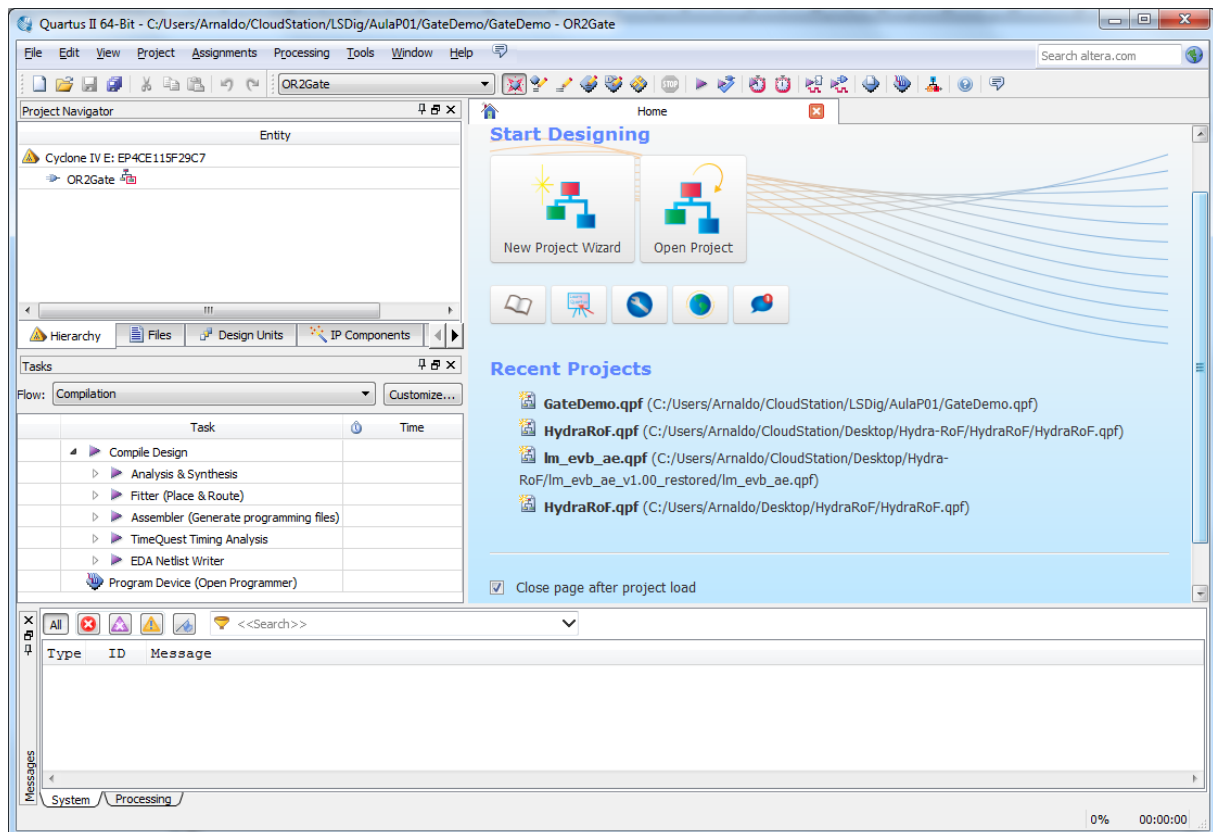 Quartus II 64-Bit - C:/Users/Arnaldo/CloudStation/LSDig/AulaP01/GateDemo/GateDemo - OR2Gate
File Edit View Project Assignments Processing Tools Window Help
Search altera.com
OR2Gate
STOP
Project Navigator
Home
Entity
Cyclone IV E: EP4CE115F29C7
OR2Gate
Start Designing
New Project Wizard
Open Project
Hierarchy Files Design Units IP Components
Tasks
Flow: Compilation Customize...
Task Time
Compile Design
Analysis & Synthesis
Fitter (Place & Route)
Assembler (Generate programming files)
TimeQuest Timing Analysis
EDA Netlist Writer
Program Device (Open Programmer)
Recent Projects
GateDemo.qpf (C:/Users/Arnaldo/CloudStation/LSDig/AulaP01/GateDemo.qpf)
HydraRoF.qpf (C:/Users/Arnaldo/CloudStation/Desktop/Hydra-RoF/HydraRoF/HydraRoF.qpf)
lm_evb_ae.qpf (C:/Users/Arnaldo/CloudStation/Desktop/Hydra-
RoF/lm_evb_ae_v1.00_restored/lm_evb_ae.qpf)
HydraRoF.qpf (C:/Users/Arnaldo/Desktop/HydraRoF/HydraRoF.qpf)
Close page after project load
All <<Search>>
Type ID Message
Messages
System Processing
0% 00:00:00